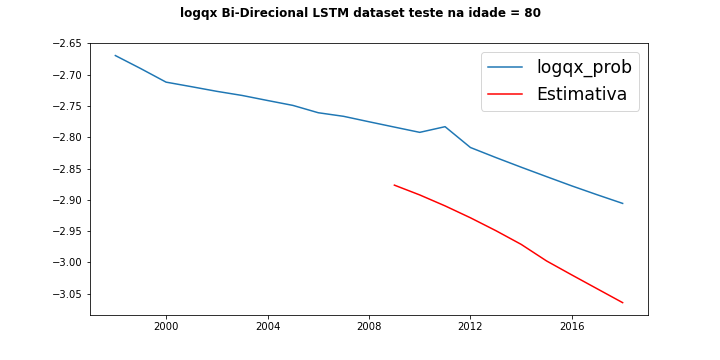 logqx Bi-Direcional LSTM dataset teste na idade = 80
logqx_prob
Estimativa
−2.65
−2.70
−2.75
−2.80
−2.85
−2.90
−2.95
−3.00
−3.05
2000 2004 2008 2012 2016